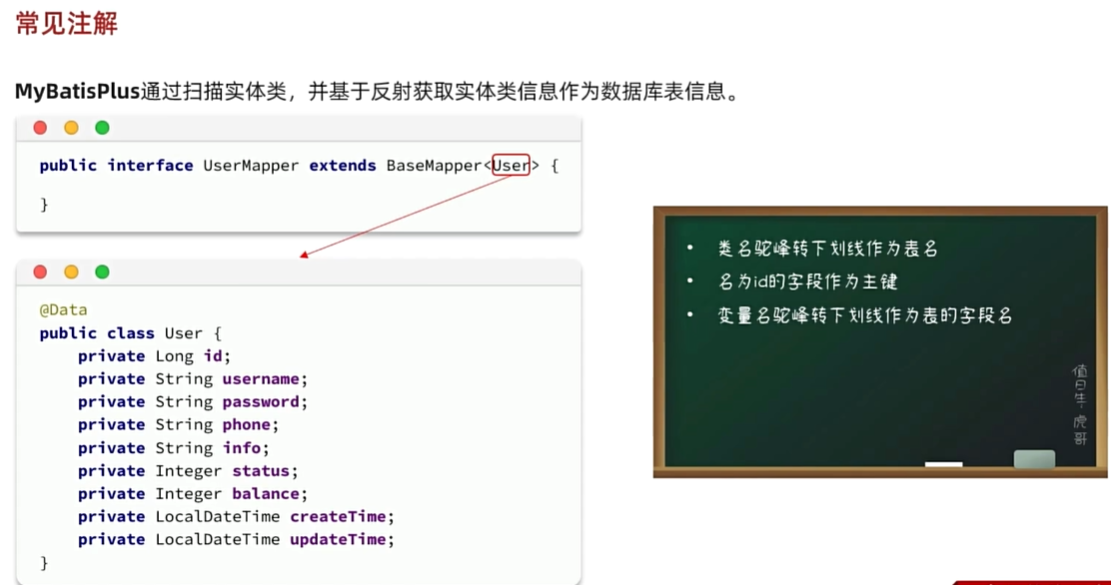 常见注解
MyBatisPlus通过扫描实体类，并基于反射获取实体类信息作为数据库表信息。
public interface UserMapper extends BaseMapper<User> {
}
@Data
public class User {
private Long id;
private String username;
private String password;
private String phone;
private String info;
private Integer status;
private Integer balance;
private LocalDateTime createTime;
private LocalDateTime updateTime;
}
• 类名驼峰转下划线作为表名
• 名为id的字段作为主键
• 变量名驼峰转下划线作为表的字段名
值日生：虎哥